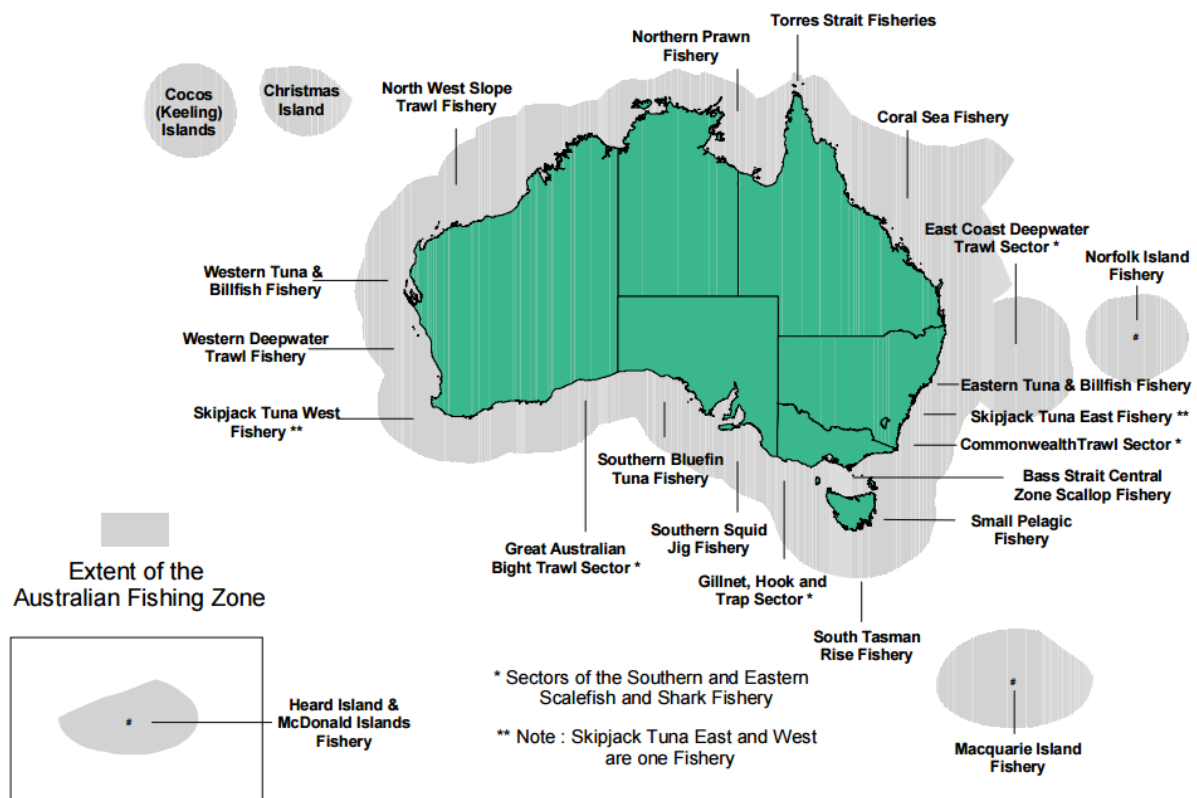 Torres Strait Fisheries
Northern Prawn
Fishery
North West Slope
Trawl Fishery
Cocos
(Keeling)
Islands
Christmas
Island
Coral Sea Fishery
East Coast Deepwater
Trawl Sector *
Norfolk Island
Fishery
#
Western Tuna &
Billfish Fishery
Western Deepwater
Trawl Fishery
Skipjack Tuna West
Fishery **
Eastern Tuna & Billfish Fishery
Skipjack Tuna East Fishery **
CommonwealthTrawl Sector *
Bass Strait Central
Zone Scallop Fishery
Small Pelagic
Fishery
Southern Bluefin
Tuna Fishery
Southern Squid
Jig Fishery
Great Australian
Bight Trawl Sector *
Gillnet, Hook and
Trap Sector *
South Tasman
Rise Fishery
Extent of the
Australian Fishing Zone
Heard Island &
McDonald Islands
Fishery
#
* Sectors of the Southern and Eastern
Scalefish and Shark Fishery
** Note : Skipjack Tuna East and West
are one Fishery
#
Macquarie Island
Fishery